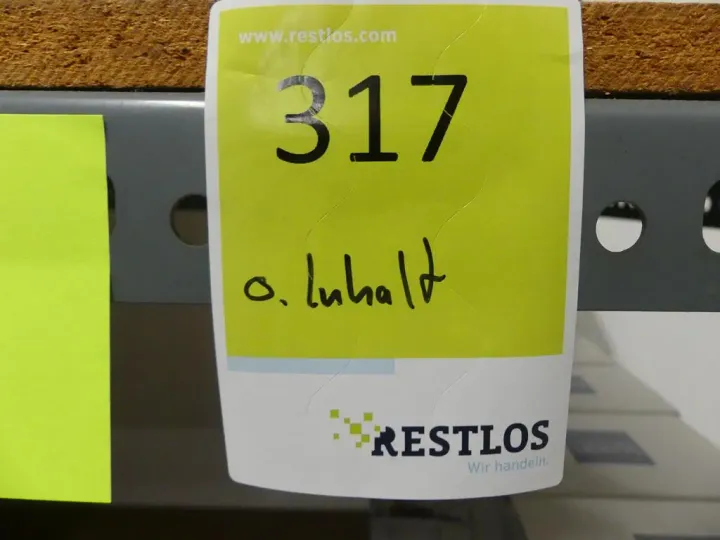 www.restlos.com
317
o. Inhalt
RESTLOS
Wir handeln.